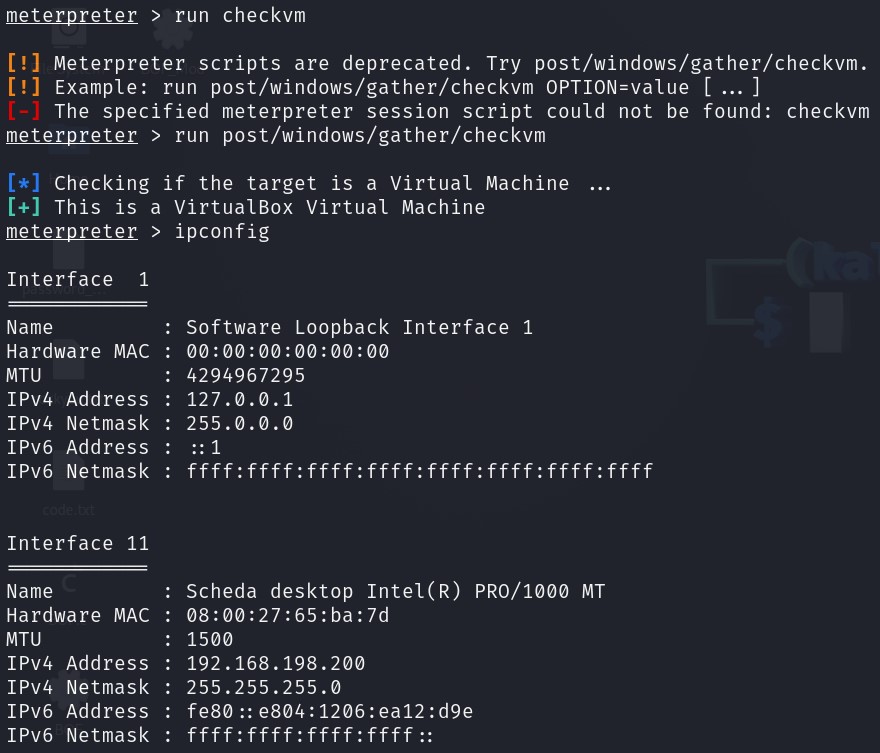 meterpreter > run checkvm
[!] Meterpreter scripts are deprecated. Try post/windows/gather/checkvm.
[!] Example: run post/windows/gather/checkvm OPTION=value [...]
[-] The specified meterpreter session script could not be found: checkvm
meterpreter > run post/windows/gather/checkvm
[*] Checking if the target is a Virtual Machine ...
[+] This is a VirtualBox Virtual Machine
meterpreter > ipconfig
Interface  1
============
Name         : Software Loopback Interface 1
Hardware MAC : 00:00:00:00:00:00
MTU          : 4294967295
IPv4 Address : 127.0.0.1
IPv4 Netmask : 255.0.0.0
IPv6 Address : ::1
IPv6 Netmask : ffff:ffff:ffff:ffff:ffff:ffff:ffff:ffff
code.txt
Interface 11
============
Name         : Scheda desktop Intel(R) PRO/1000 MT
Hardware MAC : 08:00:27:65:ba:7d
MTU          : 1500
IPv4 Address : 192.168.198.200
IPv4 Netmask : 255.255.255.0
IPv6 Address : fe80::e804:1206:ea12:d9e
IPv6 Netmask : ffff:ffff:ffff:ffff::